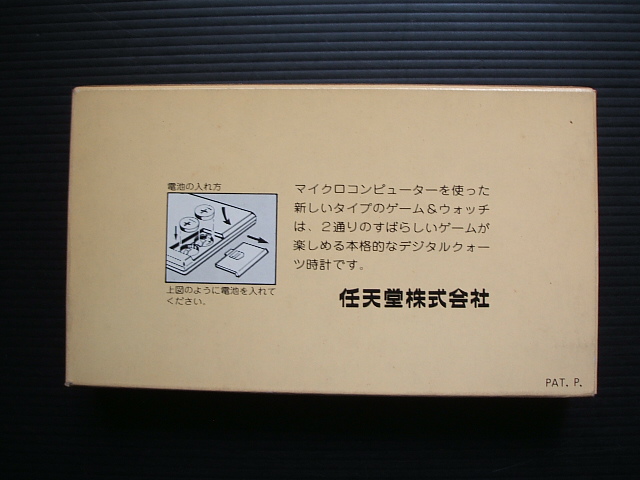 電池の入れ方
上図のように電池を入れて
ください。
マイクロコンピューターを使った
新しいタイプのゲーム＆ウォッチ
は、2通りのすばらしいゲームが
楽しめる本格的なデジタルクォー
ツ時計です。
任天堂株式会社
PAT. P.